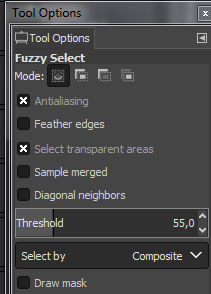 Tool Options
Tool Options
Fuzzy Select
Mode:
Antialiasing
Feather edges
Select transparent areas
Sample merged
Diagonal neighbors
Threshold 55,0
Select by Composite
Draw mask